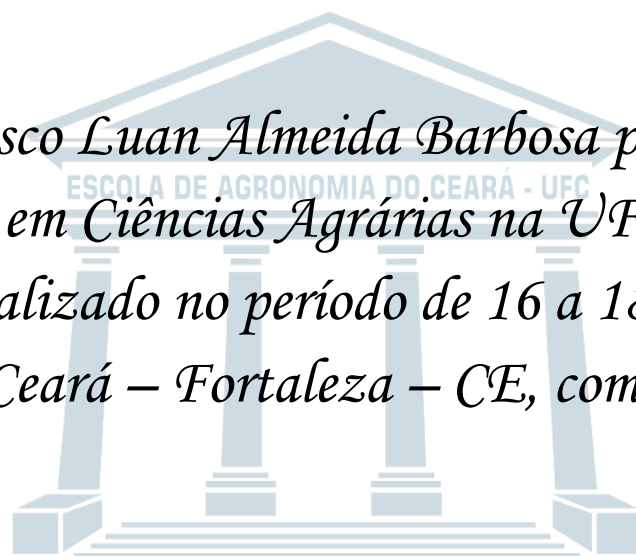 sco Luan Almeida Barbosa p
ESCOLA DE AGRONOMIA DO CEARÁ - UFC
em Ciências Agrárias na UF
alizado no período de 16 a 18
Ceará – Fortaleza – CE, com